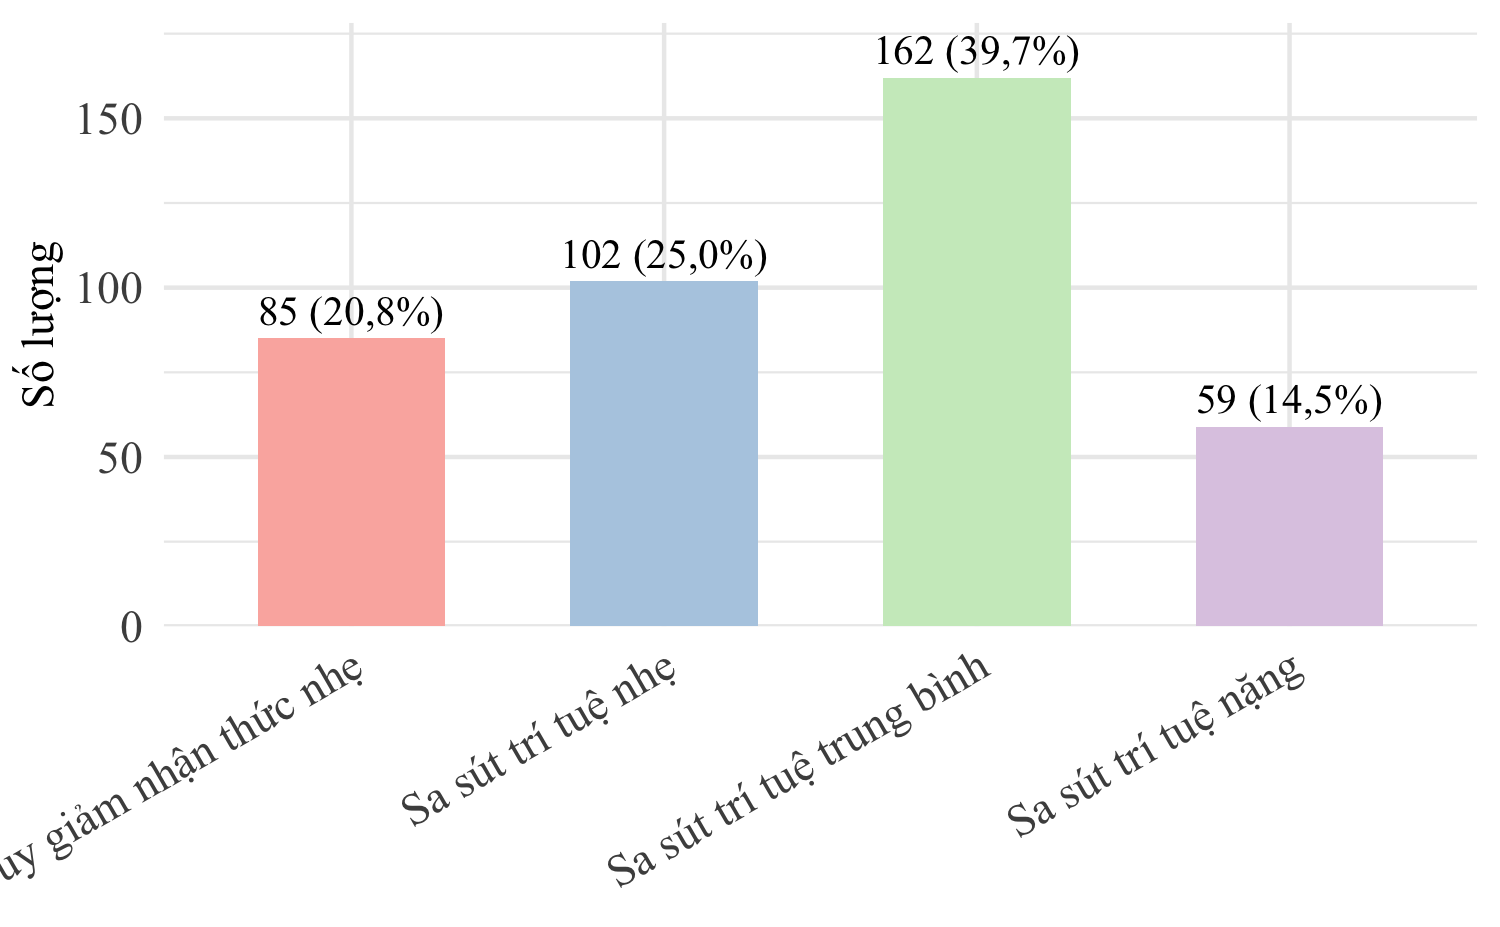 162 (39,7%)
150
102 (25,0%)
100
85 (20,8%)
59 (14,5%)
50
0
Số lượng
uy giảm nhận thức nhẹ
Sa sút trí tuệ nhẹ
Sa sút trí tuệ trung bình
Sa sút trí tuệ nặng